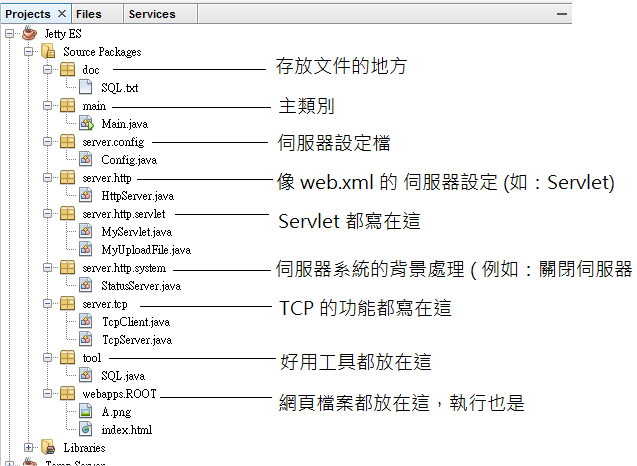 Projects Files Services
Jetty ES
Source Packages
doc 存放文件的地方
SQL.txt
main 主類別
Main.java
server.config 伺服器設定檔
Config.java
server.http 像 web.xml 的 伺服器設定 (如：Servlet)
HttpServer.java
server.http.servlet Servlet 都寫在這
MyServlet.java
MyUploadFile.java
server.http.system 伺服器系統的背景處理 ( 例如：關閉伺服器
StatusServer.java
server.tcp TCP 的功能都寫在這
TcpClient.java
TcpServer.java
tool 好用工具都放在這
SQL.java
webapps.ROOT 網頁檔案都放在這，執行也是
A.png
index.html
Libraries
Temp Server